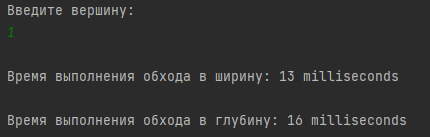 Введите вершину:
1
Время выполнения обхода в ширину: 13 milliseconds
Время выполнения обхода в глубину: 16 milliseconds